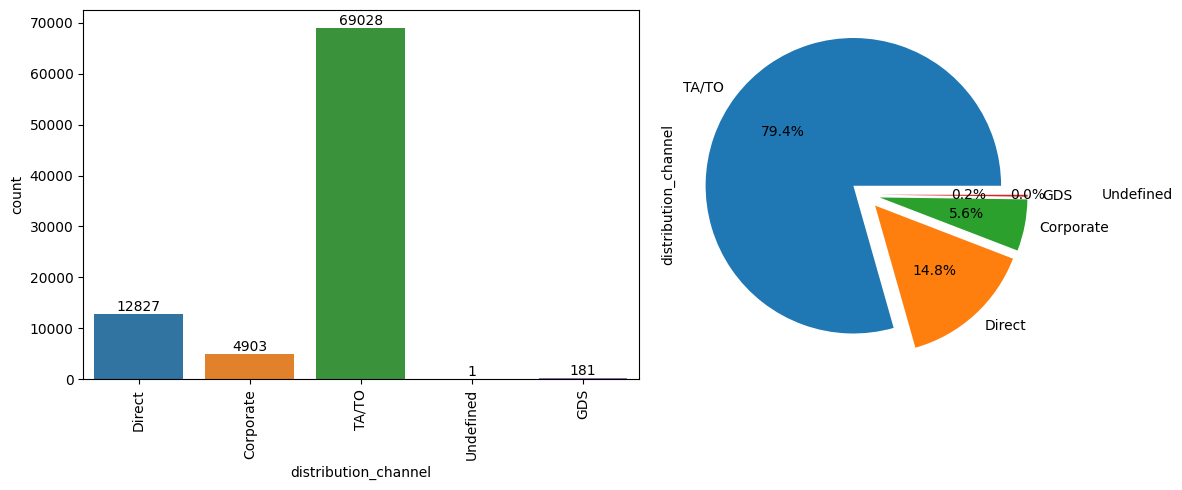 70000
60000
50000
40000
30000
20000
10000
0
count
12827
4903
69028
1
181
Direct
Corporate
TA/TO
Undefined
GDS
distribution_channel
distribution_channel
TA/TO
79.4%
0.2%
0.0%
GDS
Undefined
5.6%
Corporate
14.8%
Direct